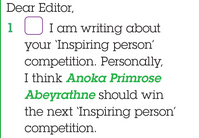 Dear Editor,
1 I am writing about
your 'Inspiring person'
competition. Personally,
I think Anoka Primrose
Abeyrathne should win
the next 'Inspiring person'
competition.